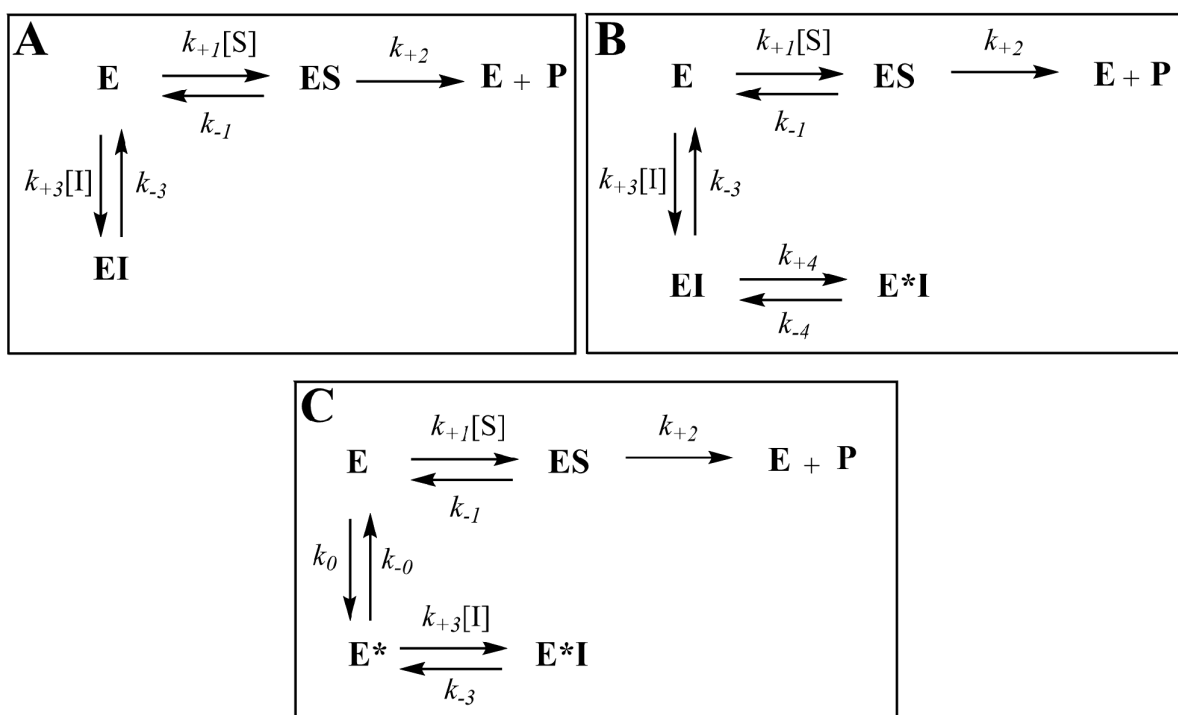 A
k+1[S] k+2
E ES E + P
k-1
k+3[I] k-3
EI
B
k+1[S] k+2
E ES E + P
k-1
k+3[I] k-3
k+4
EI E*I
k-4
C
k+1[S] k+2
E ES E + P
k-1
k0 k-0
k+3[I]
E* E*I
k-3